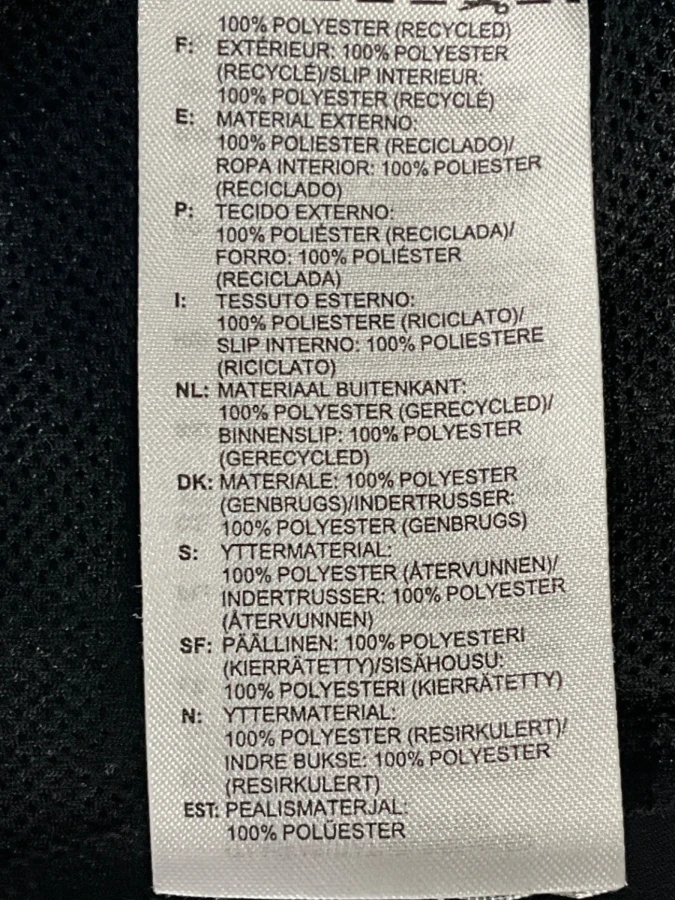 100% POLYESTER (RECYCLED)
F: EXTÉRIEUR: 100% POLYESTER
(RECYCLÉ)/SLIP INTERIEUR:
100% POLYESTER (RECYCLÉ)
E: MATERIAL EXTERNO:
100% POLIESTER (RECICLADO)/
ROPA INTERIOR: 100% POLIESTER
(RECICLADO)
P: TECIDO EXTERNO:
100% POLIÉSTER (RECICLADA)/
FORRO: 100% POLIÉSTER
(RECICLADA)
I: TESSUTO ESTERNO:
100% POLIESTERE (RICICLATO)/
SLIP INTERNO: 100% POLIESTERE
(RICICLATO)
NL: MATERIAAL BUITENKANT:
100% POLYESTER (GERECYCLED)/
BINNENSLIP: 100% POLYESTER
(GERECYCLED)
DK: MATERIALE: 100% POLYESTER
(GENBRUGS)/INDERTRUSSER:
100% POLYESTER (GENBRUGS)
S: YTTERMATERIAL:
100% POLYESTER (ÅTERVUNNEN)/
INDERTRUSSER: 100% POLYESTER
(ÅTERVUNNEN)
SF: PÄÄLLINEN: 100% POLYESTERI
(KIERRÄTETTY)/SISÄHOUSU:
100% POLYESTERI (KIERRÄTETTY)
N: YTTERMATERIAL:
100% POLYESTER (RESIRKULERT)/
INDRE BUKSE: 100% POLYESTER
(RESIRKULERT)
EST: PEALISMATERJAL:
100% POLÜESTER